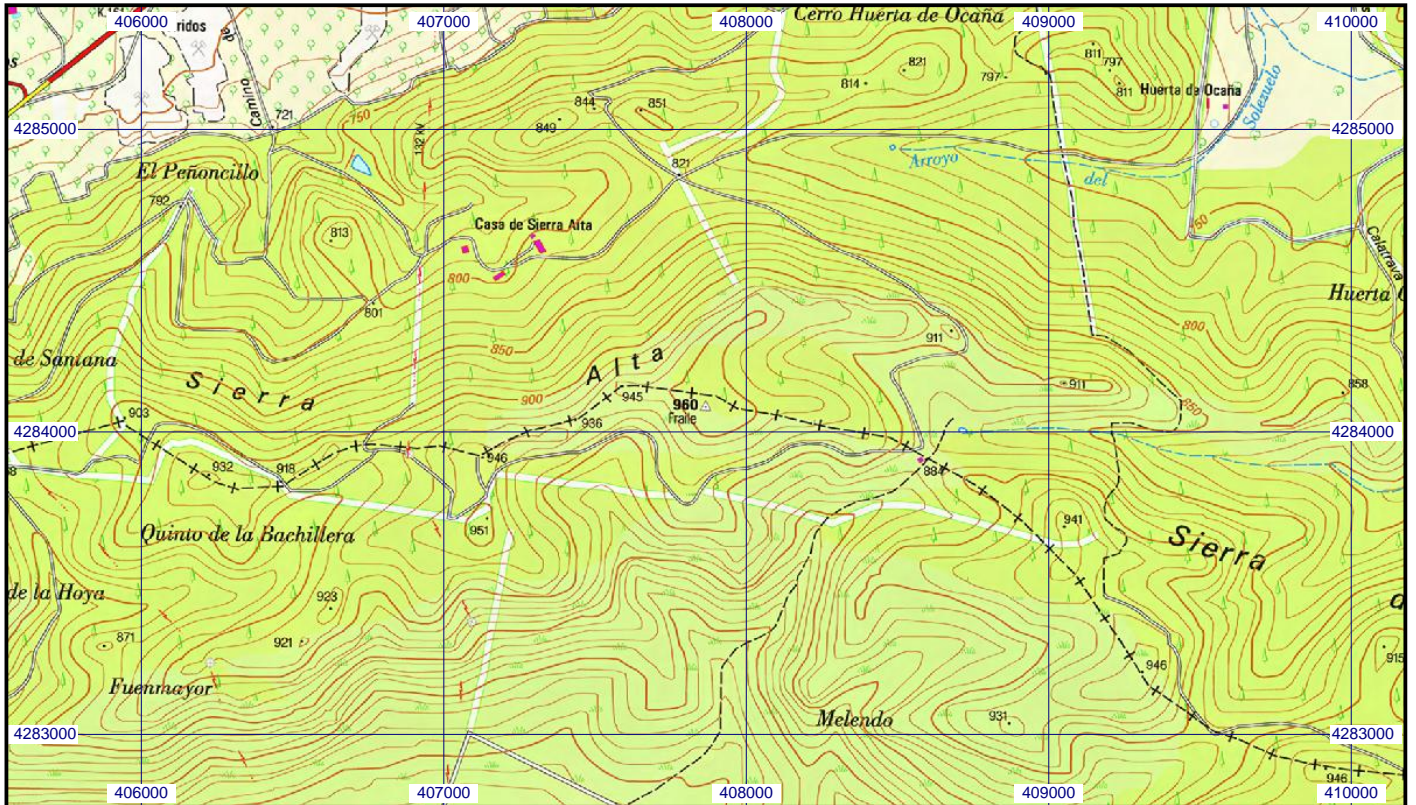 406000
407000
408000
409000
410000
ridos
de
Camino
Cerro Huerta de Ocaña
821
814
797
811
797
811
Huerta de Ocaña
Solezuelo
721
750
132 kv
844
851
849
4285000
4285000
El Peñoncillo
821
Arroyo
del
792
813
Casa de Sierra Alta
800
801
Calatrava
Huerta
800
911
de Santana
850
Alta
Sierra
911
858
850
900
945
960
Fraile
903
936
4284000
4284000
932
918
946
884
951
941
Quinto de la Bachillera
Sierra
de la Hoya
923
871
921
946
915
Fuenmayor
Melendo
931
4283000
4283000
946
406000
407000
408000
409000
410000